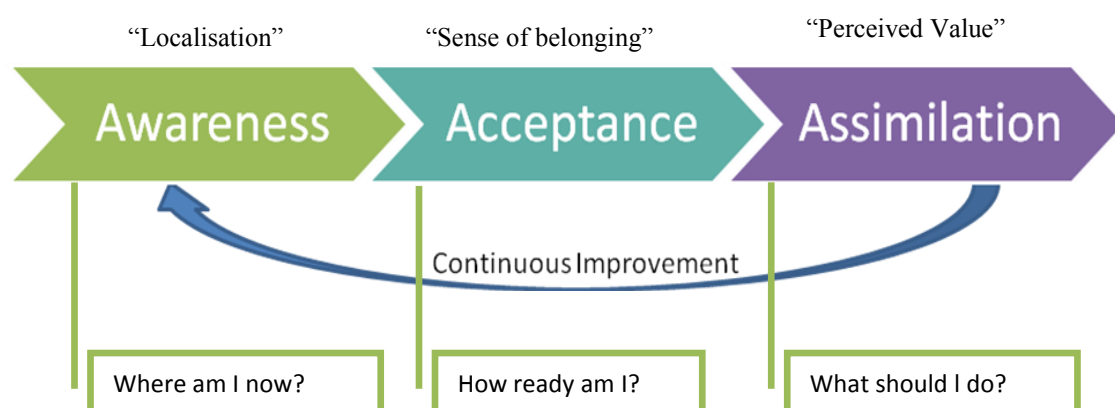 “Localisation”
“Sense of belonging”
“Perceived Value”
Awareness
Acceptance
Assimilation
Continuous Improvement
Where am I now?
How ready am I?
What should I do?